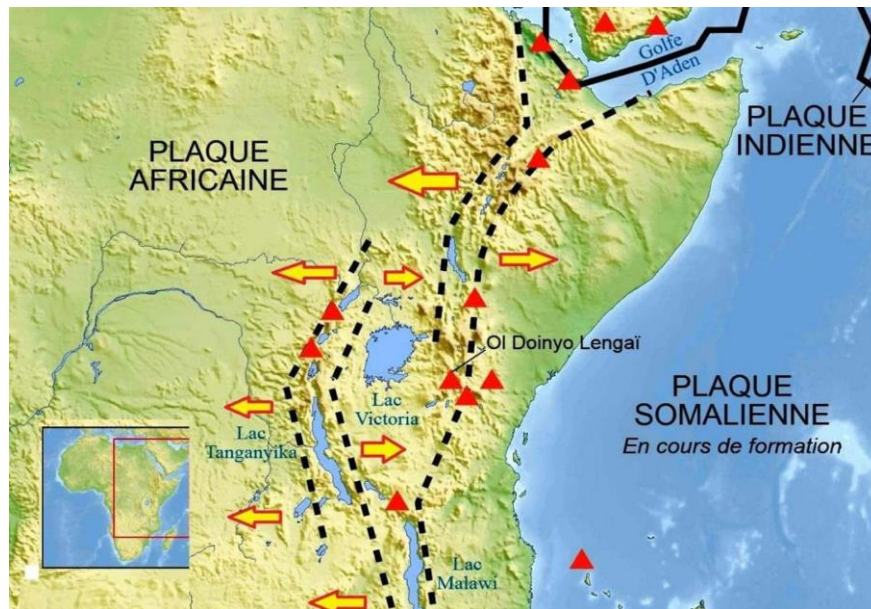 Golfe
D'Aden
PLAQUE
INDIENNE
PLAQUE
AFRICAINE
Ol Doinyo Lengaï
Lac
Victoria
Lac
Tanganyika
PLAQUE
SOMALIENNE
En cours de formation
Lac
Malawi